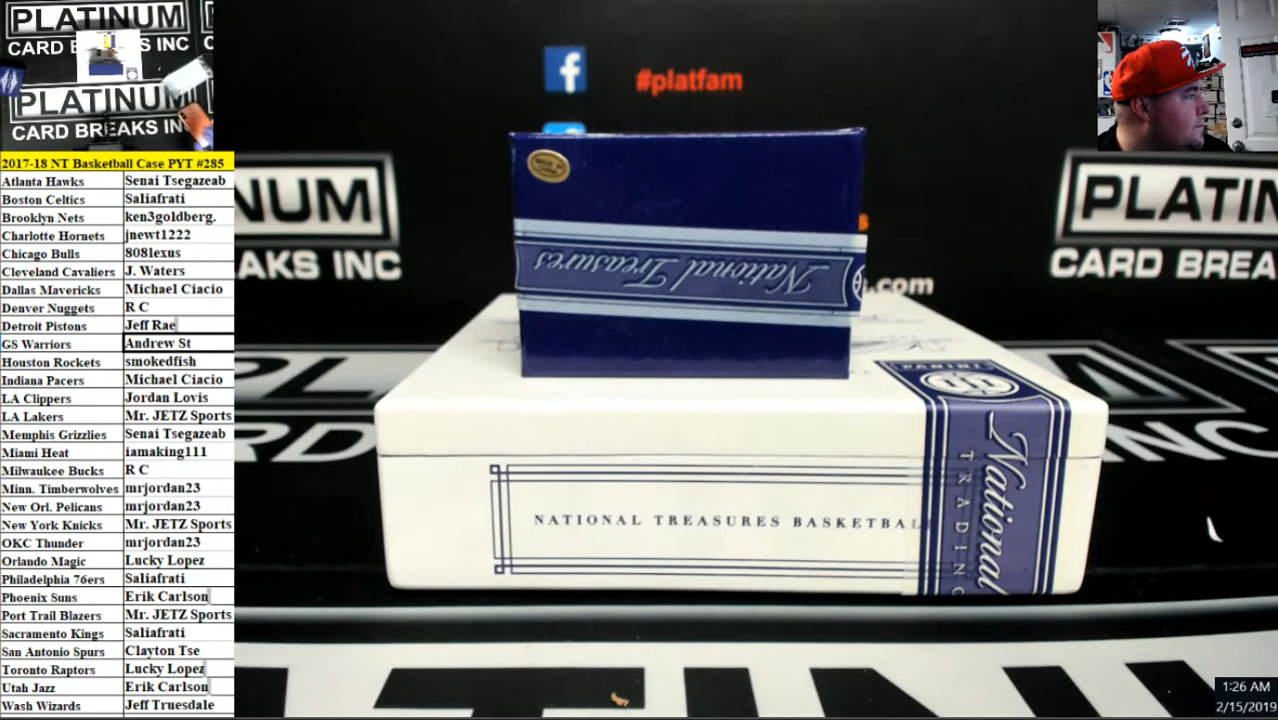 PLATINUM
CARD BREAKS INC
PLATINUM
CARD BREAKS IN
2017-18 NT Basketball Case PYT #285
Atlanta Hawks Senai Tsegazeab
Boston Celtics Saliafrati
Brooklyn Nets ken3goldberg.
Charlotte Hornets jnewt1222
Chicago Bulls 808lexus
Cleveland Cavaliers J. Waters
Dallas Mavericks Michael Ciacio
Denver Nuggets R C
Detroit Pistons Jeff Rae
GS Warriors Andrew St
Houston Rockets smokedfish
Indiana Pacers Michael Ciacio
LA Clippers Jordan Lovis
LA Lakers Mr. JETZ Sports
Memphis Grizzlies Senai Tsegazeab
Miami Heat iamaking111
Milwaukee Bucks R C
Minn. Timberwolves mrjordan23
New Orl. Pelicans mrjordan23
New York Knicks Mr. JETZ Sports
OKC Thunder mrjordan23
Orlando Magic Lucky Lopez
Philadelphia 76ers Saliafrati
Phoenix Suns Erik Carlson
Port Trail Blazers Mr. JETZ Sports
Sacramento Kings Saliafrati
San Antonio Spurs Clayton Tse
Toronto Raptors Lucky Lopez
Utah Jazz Erik Carlson
Wash Wizards Jeff Truesdale
#platfam
NUM
AKS INC
PLATIN
CARD BREA
s.com
National Treasures
PANINI
National
TRADING
NATIONAL TREASURES BASKETBAL
PLATINUM
1:26 AM
2/15/2019